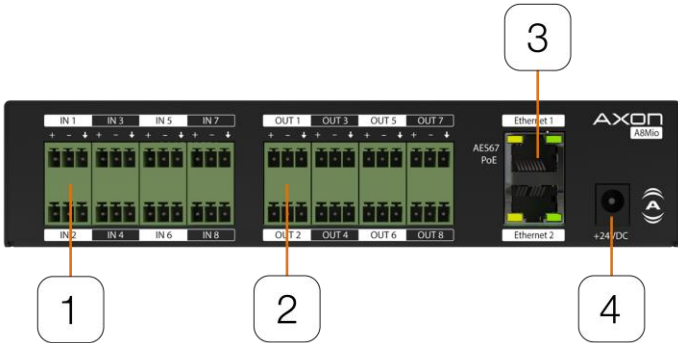 3
IN 1 IN 3 IN 5 IN 7 OUT 1 OUT 3 OUT 5 OUT 7 Ethernet 1 AXON
A8Mio
+ - + - + - + - + - + - + - + -
AES67
PoE
IN 2 IN 4 IN 6 IN 8 OUT 2 OUT 4 OUT 6 OUT 8 Ethernet 2 +24VDC
A
1 2 4